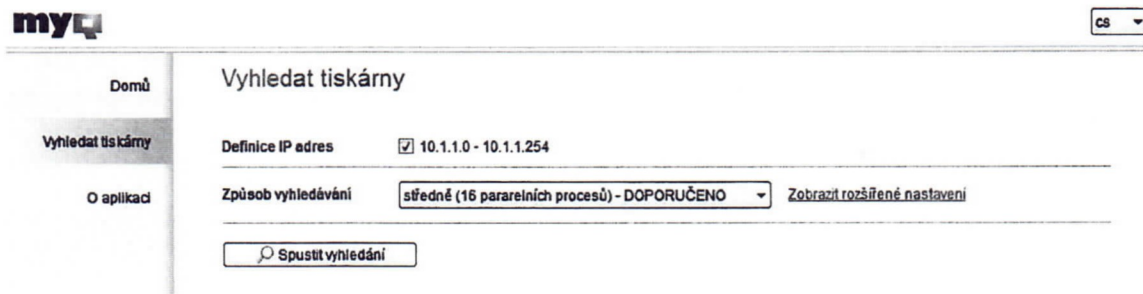 myQ
cs
Domů
Vyhledat tiskárny
O aplikaci
Vyhledat tiskárny
Definice IP adres 10.1.1.0 - 10.1.1.254
Způsob vyhledávání středně (16 pararelních procesů) - DOPORUČENO Zobrazit rozšířené nastavení
Spustit vyhledání